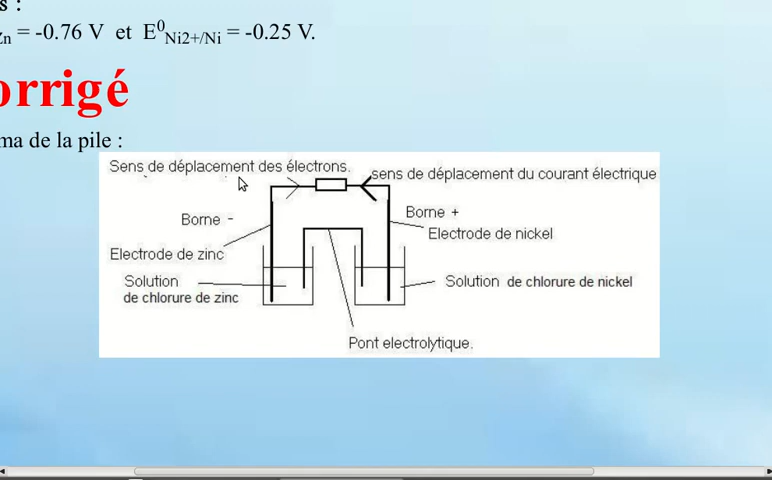 s :
Zn = -0.76 V et E⁰Ni2+/Ni = -0.25 V.
orrigé
ma de la pile :
Sens de déplacement des électrons.
sens de déplacement du courant électrique
Borne -
Borne +
Electrode de nickel
Electrode de zinc
Solution
de chlorure de zinc
Solution de chlorure de nickel
Pont electrolytique.